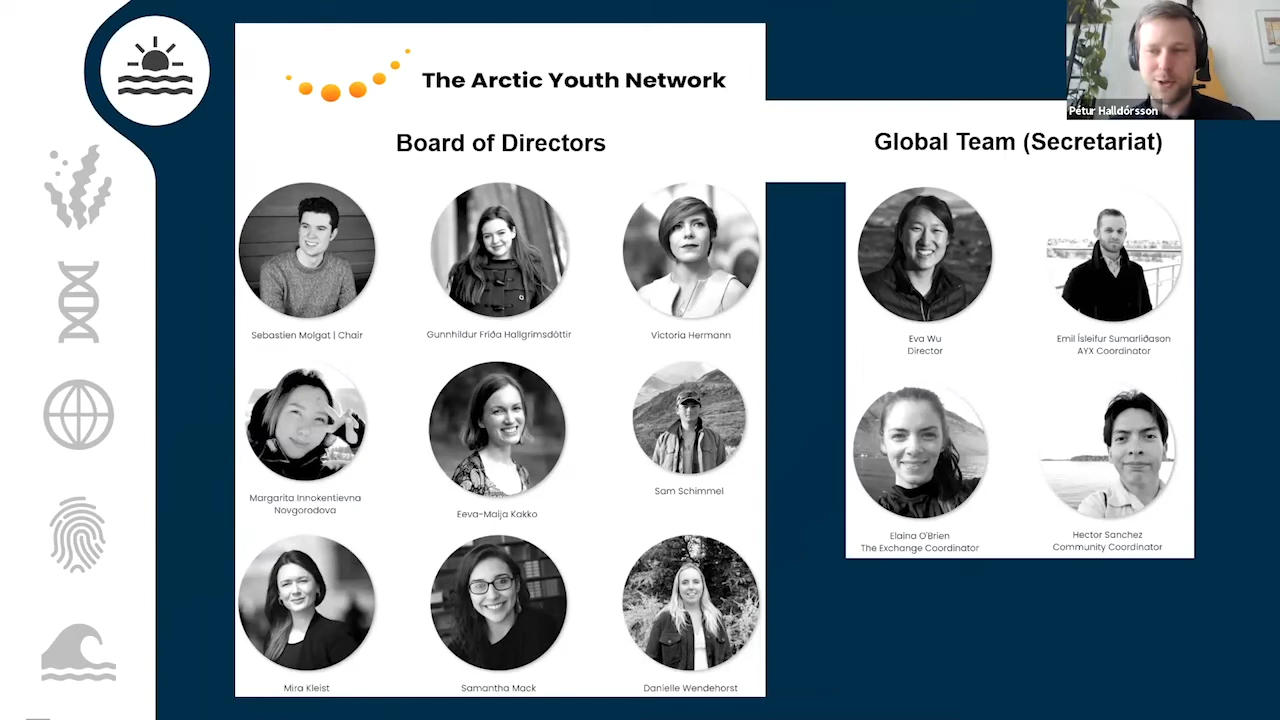 The Arctic Youth Network
Pétur Halldórsson
Board of Directors
Global Team (Secretariat)
Sebastien Molgat | Chair
Gunnhildur Fríða Hallgrímsdóttir
Victoria Hermann
Eva Wu
Director
Emil Ísleifur Sumarliðason
AYX Coordinator
Margarita Innokentievna
Novgorodova
Eeva-Maija Kakko
Sam Schimmel
Elaina O'Brien
The Exchange Coordinator
Hector Sanchez
Community Coordinator
Mira Kleist
Samantha Mack
Danielle Wendehorst